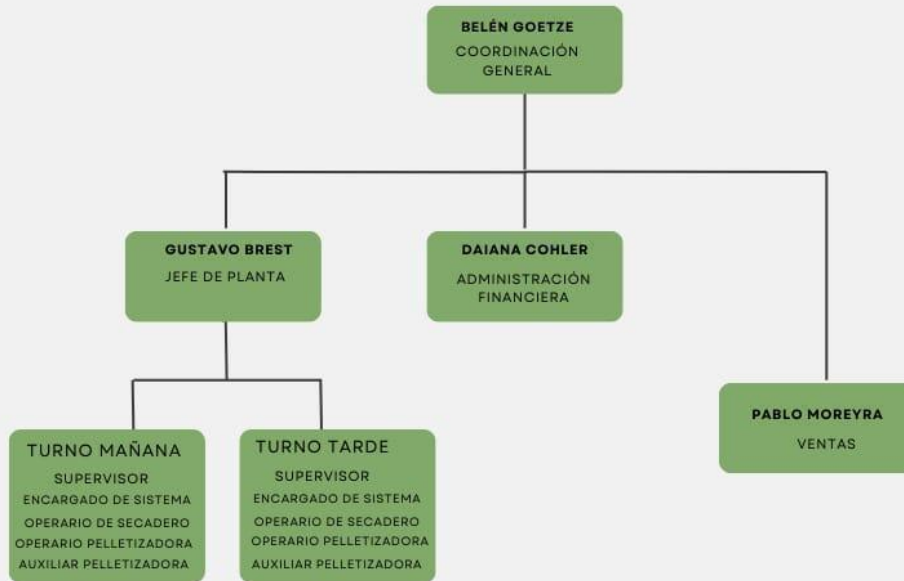 BELÉN GOETZE
COORDINACIÓN
GENERAL
GUSTAVO BREST
JEFE DE PLANTA
DAIANA COHLER
ADMINISTRACIÓN
FINANCIERA
PABLO MOREYRA
VENTAS
TURNO MAÑANA
SUPERVISOR
ENCARGADO DE SISTEMA
OPERARIO DE SECADERO
OPERARIO PELLETIZADORA
AUXILIAR PELLETIZADORA
TURNO TARDE
SUPERVISOR
ENCARGADO DE SISTEMA
OPERARIO DE SECADERO
OPERARIO PELLETIZADORA
AUXILIAR PELLETIZADORA